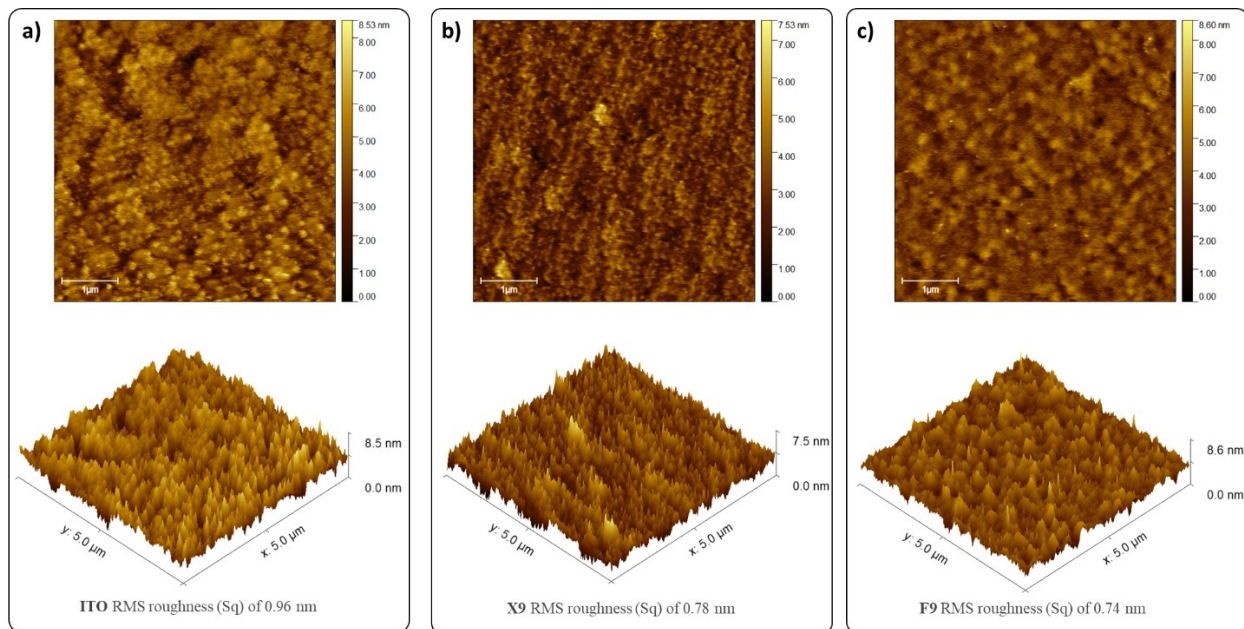 a)
8.53 nm
8.00
7.00
6.00
5.00
4.00
3.00
2.00
1.00
0.00
1µm
8.5 nm
0.0 nm
y: 5.0 µm
x: 5.0 µm
ITO RMS roughness (Sq) of 0.96 nm
b)
7.53 nm
7.00
6.00
5.00
4.00
3.00
2.00
1.00
0.00
1µm
7.5 nm
0.0 nm
y: 5.0 µm
x: 5.0 µm
X9 RMS roughness (Sq) of 0.78 nm
c)
8.60 nm
8.00
7.00
6.00
5.00
4.00
3.00
2.00
1.00
0.00
1µm
8.6 nm
0.0 nm
y: 5.0 µm
x: 5.0 µm
F9 RMS roughness (Sq) of 0.74 nm